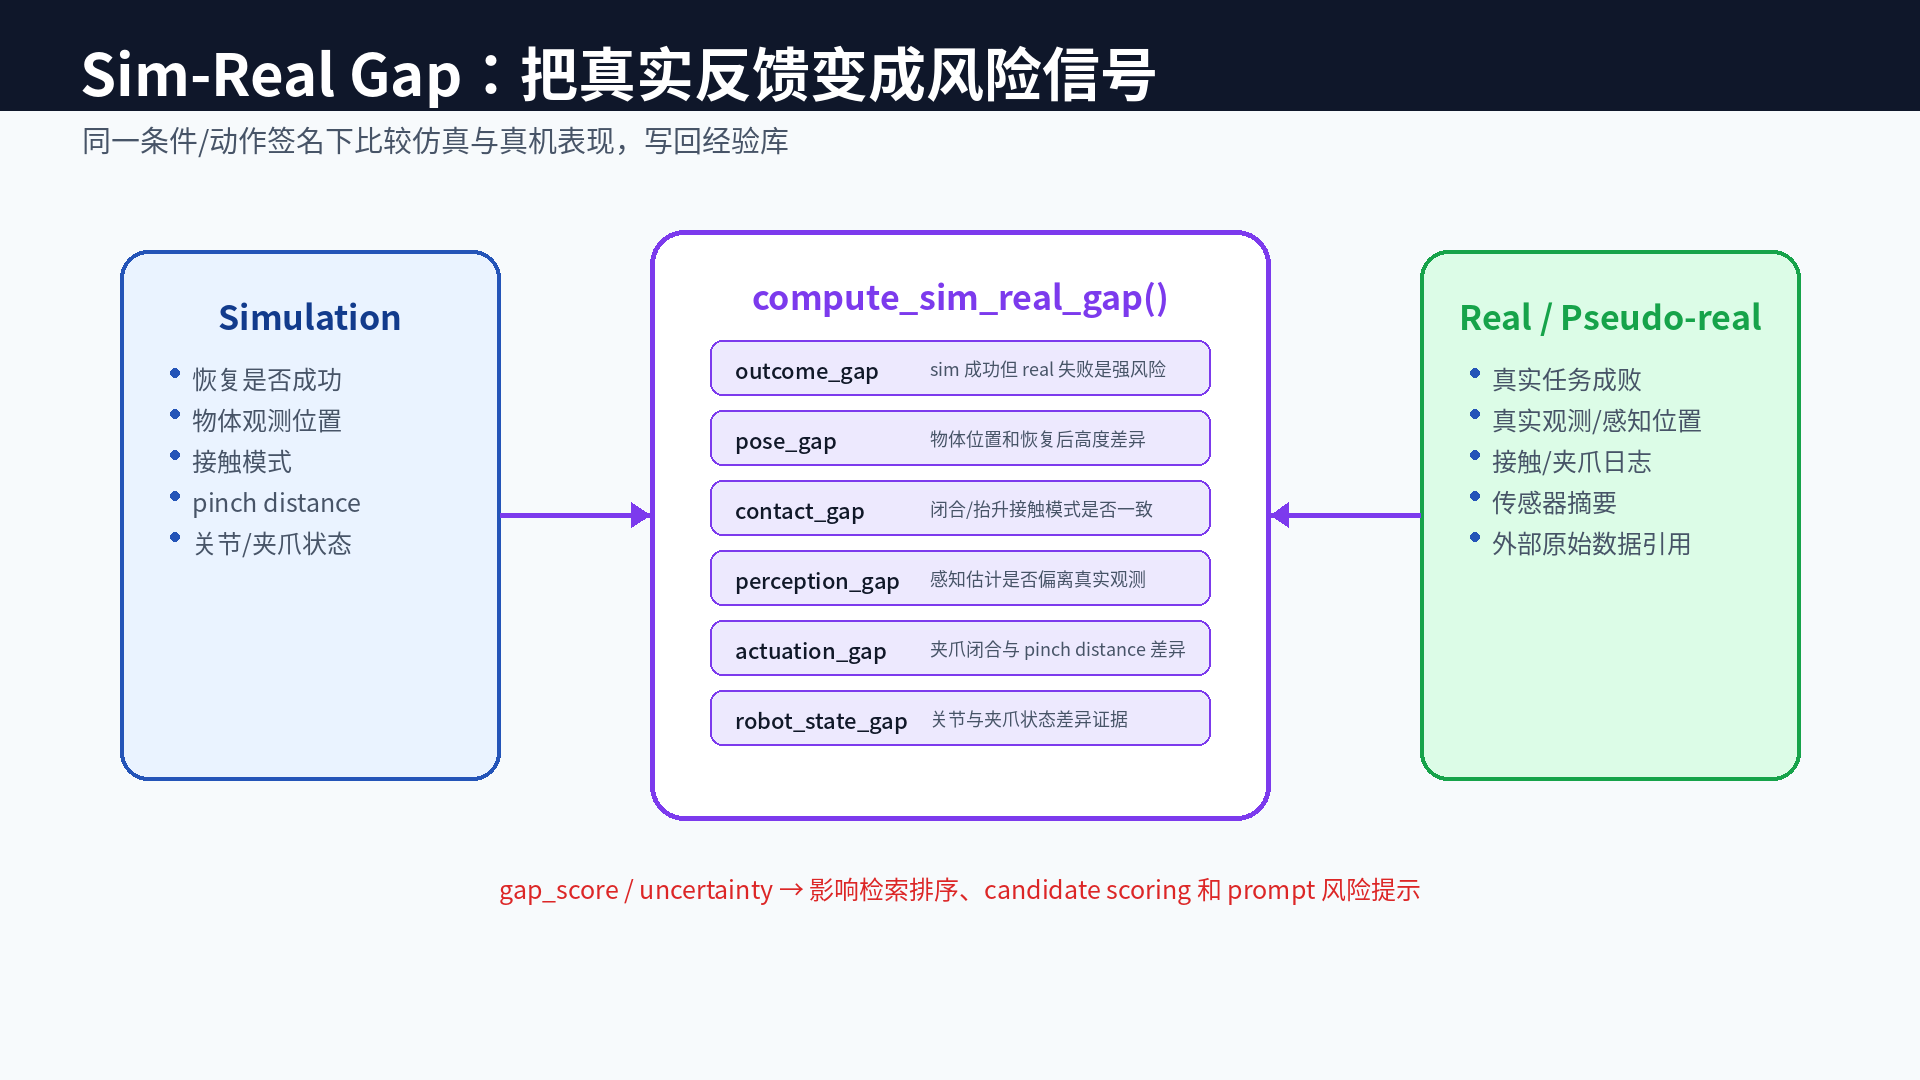 Sim-Real Gap：把真实反馈变成风险信号
同一条件/动作签名下比较仿真与真机表现，写回经验库
Simulation
恢复是否成功
物体观测位置
接触模式
pinch distance
关节/夹爪状态
compute_sim_real_gap()
outcome_gap sim 成功但 real 失败是强风险
pose_gap 物体位置和恢复后高度差异
contact_gap 闭合/抬升接触模式是否一致
perception_gap 感知估计是否偏离真实观测
actuation_gap 夹爪闭合与 pinch distance 差异
robot_state_gap 关节与夹爪状态差异证据
Real / Pseudo-real
真实任务成败
真实观测/感知位置
接触/夹爪日志
传感器摘要
外部原始数据引用
gap_score / uncertainty → 影响检索排序、candidate scoring 和 prompt 风险提示